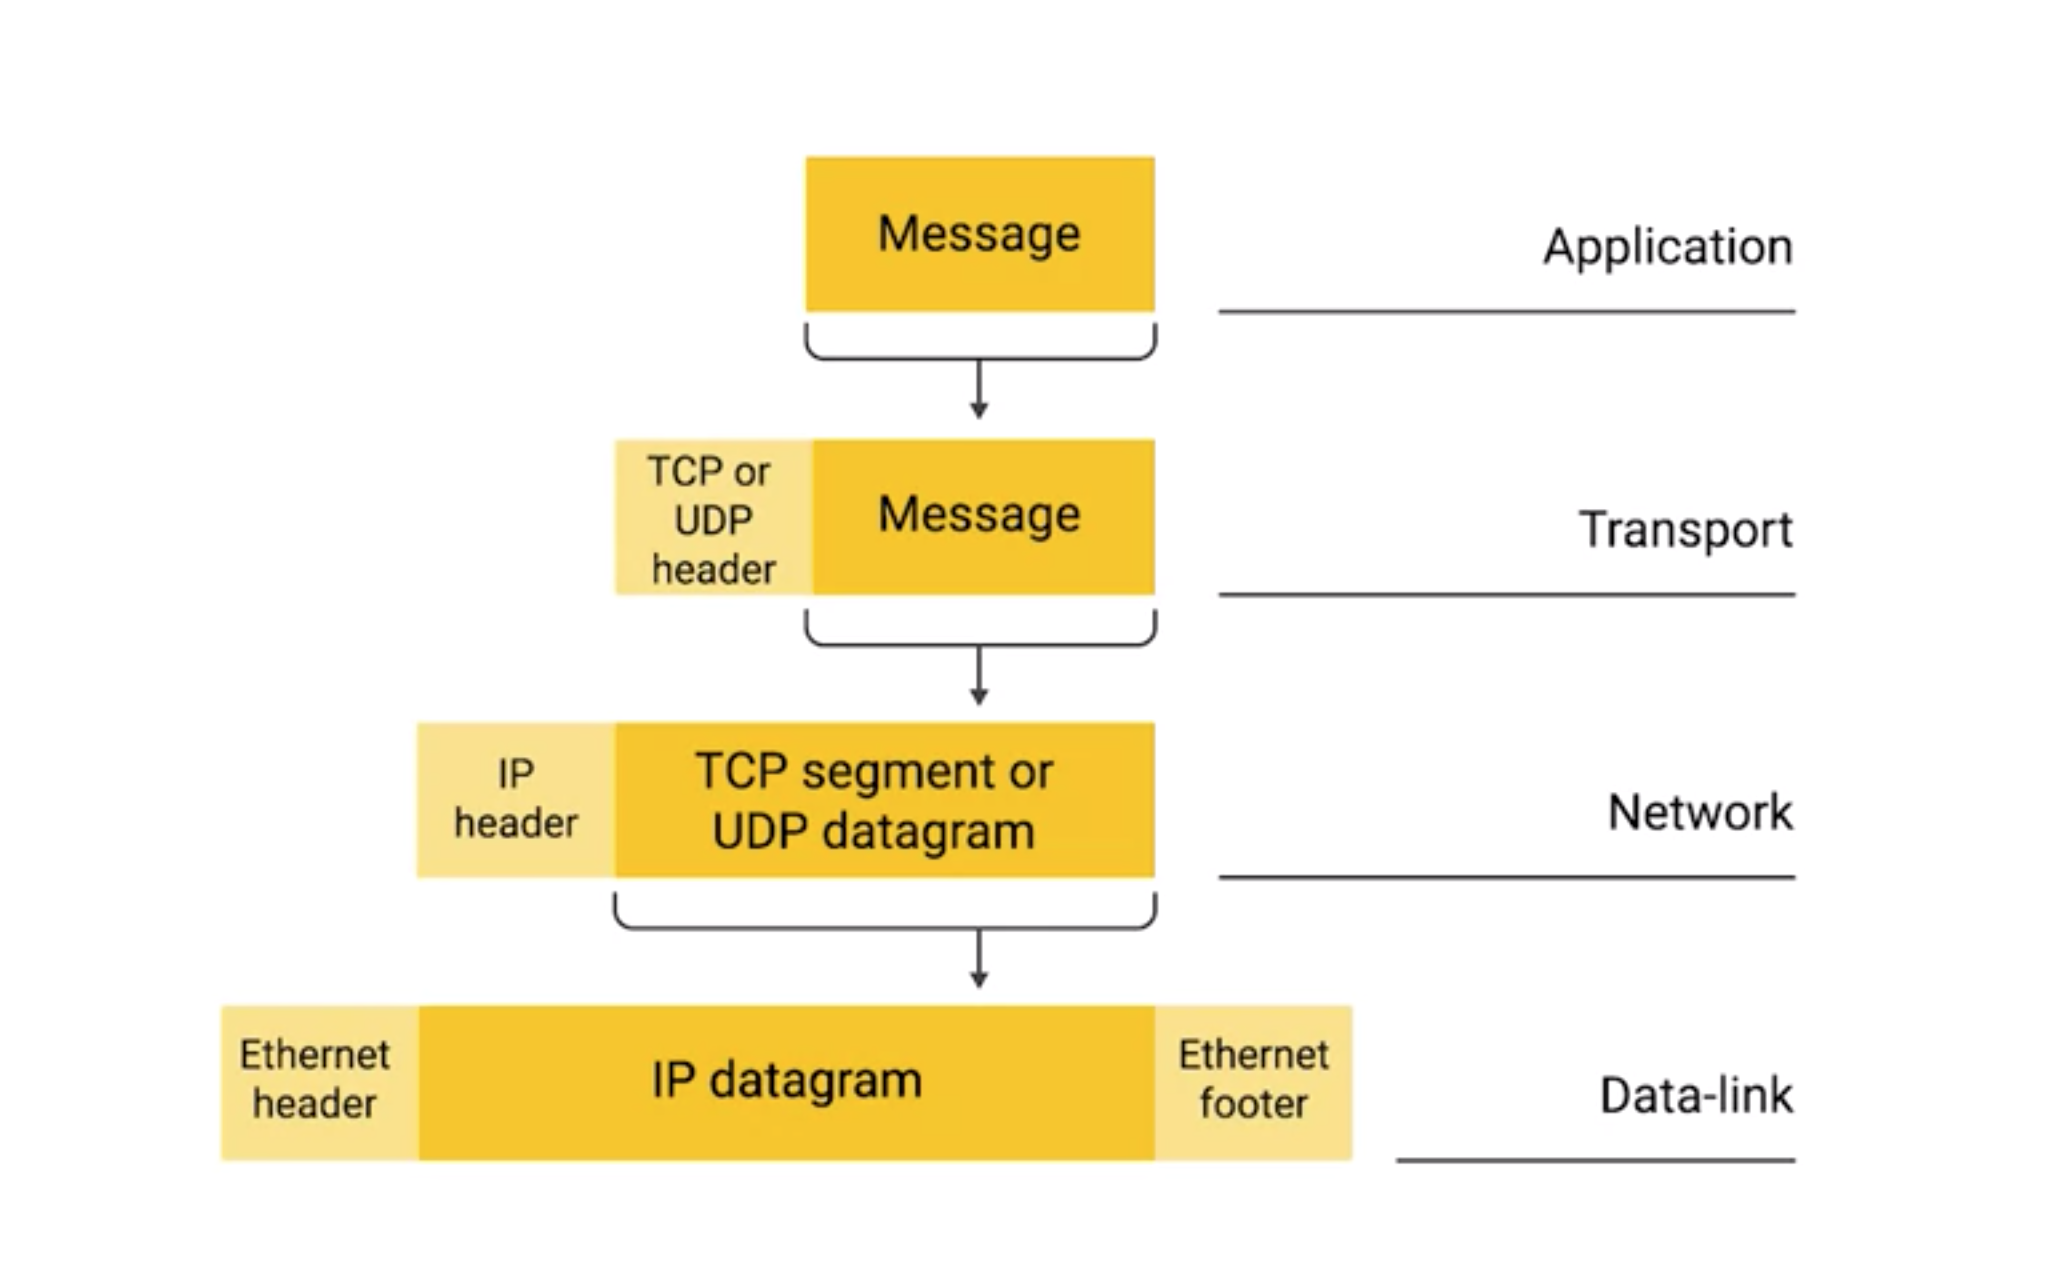 Message
Application
TCP or
UDP
header
Message
Transport
IP
header
TCP segment or
UDP datagram
Network
Ethernet
header
IP datagram
Ethernet
footer
Data-link